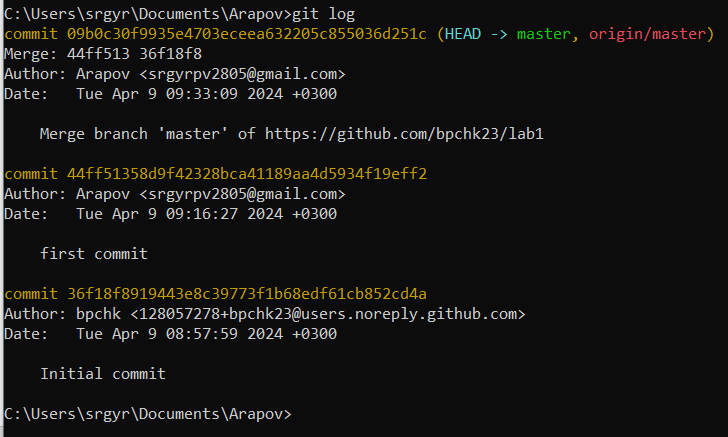 C:\Users\srgyr\Documents\Arapov>git log
commit 09b0c30f9935e4703eceea632205c855036d251c (HEAD -> master, origin/master)
Merge: 44ff513 36f18f8
Author: Arapov <srgyrpv2805@gmail.com>
Date:   Tue Apr 9 09:33:09 2024 +0300
    Merge branch 'master' of https://github.com/bpchk23/lab1
commit 44ff51358d9f42328bca41189aa4d5934f19eff2
Author: Arapov <srgyrpv2805@gmail.com>
Date:   Tue Apr 9 09:16:27 2024 +0300
    first commit
commit 36f18f8919443e8c39773f1b68edf61cb852cd4a
Author: bpchk <128057278+bpchk23@users.noreply.github.com>
Date:   Tue Apr 9 08:57:59 2024 +0300
    Initial commit
C:\Users\srgyr\Documents\Arapov>